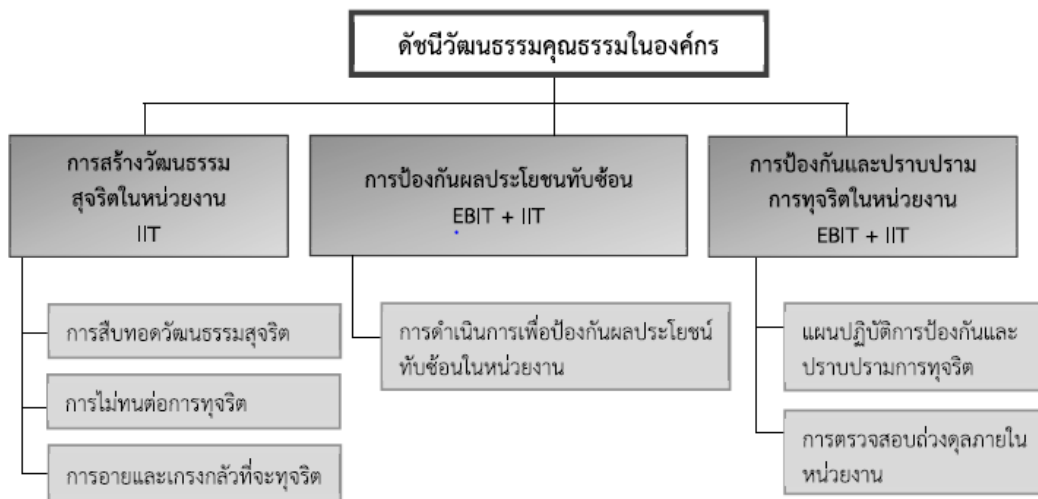 ดัชนีวัฒนธรรมคุณธรรมในองค์กร
การสร้างวัฒนธรรม
สุจริตในหน่วยงาน
IIT
การสืบทอดวัฒนธรรมสุจริต
การไม่ทนต่อการทุจริต
การอายและเกรงกลัวที่จะทุจริต
การป้องกันผลประโยชนทับซ้อน
EBIT + IIT
การดำเนินการเพื่อป้องกันผลประโยชน์
ทับซ้อนในหน่วยงาน
การป้องกันและปราบปราม
การทุจริตในหน่วยงาน
EBIT + IIT
แผนปฏิบัติการป้องกันและ
ปราบปรามการทุจริต
การตรวจสอบถ่วงดุลภายใน
หน่วยงาน